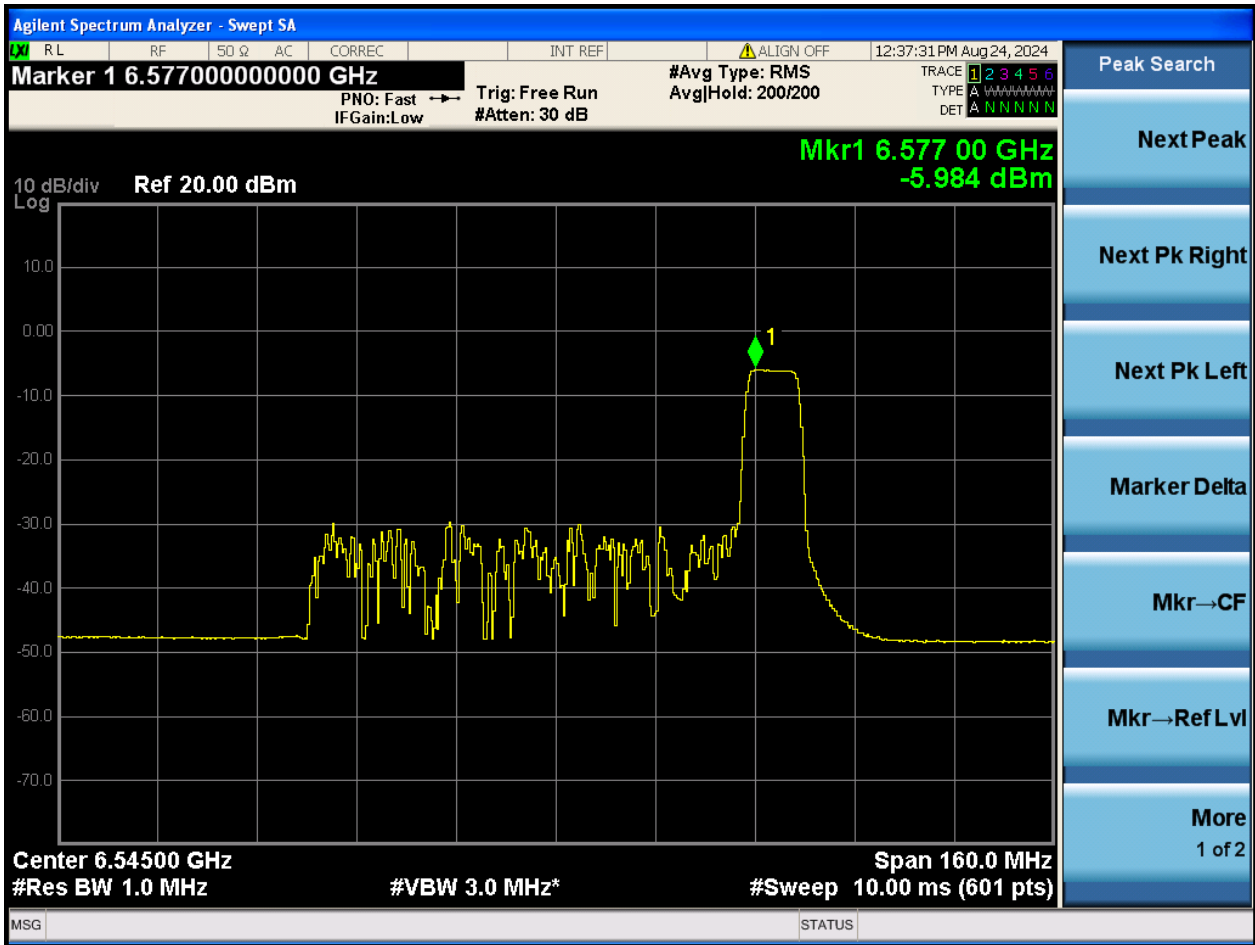 Agilent Spectrum Analyzer - Swept SA
LXI RL RF 50 Ω AC CORREC INT REF ALIGN OFF 12:37:31 PM Aug 24, 2024
Marker 1 6.577000000000 GHz
PNO: Fast
IFGain:Low
Trig: Free Run
#Atten: 30 dB
#Avg Type: RMS
Avg|Hold: 200/200
TRACE 1 2 3 4 5 6
TYPE A WWWWW
DET A N N N N N
Mkr1 6.577 00 GHz
-5.984 dBm
10 dB/div Ref 20.00 dBm
Log
10.0
0.00
-10.0
-20.0
-30.0
-40.0
-50.0
-60.0
-70.0
1
Center 6.54500 GHz Span 160.0 MHz
#Res BW 1.0 MHz #VBW 3.0 MHz* #Sweep 10.00 ms (601 pts)
MSG STATUS
Peak Search
Next Peak
Next Pk Right
Next Pk Left
Marker Delta
Mkr→CF
Mkr→Ref Lvl
More
1 of 2